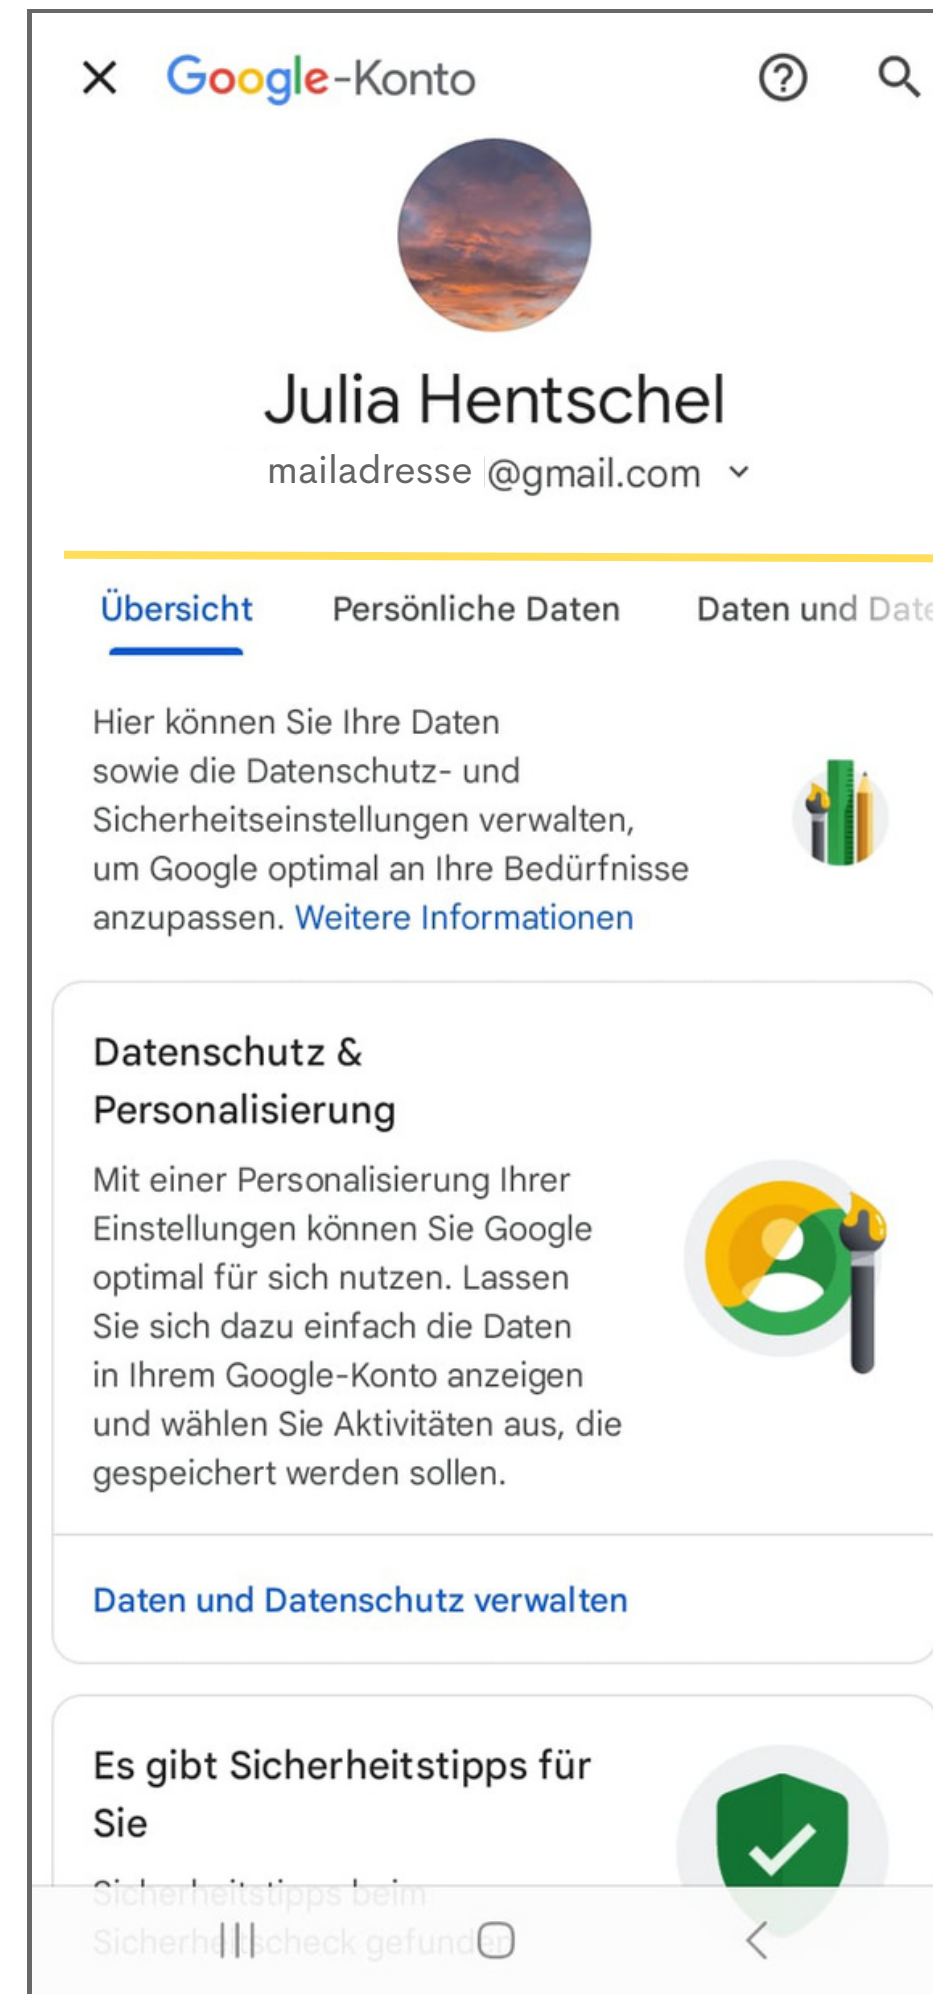 Google-Konto
Julia Hentschel
mailadresse @gmail.com
Übersicht Persönliche Daten Daten und Date
Hier können Sie Ihre Daten
sowie die Datenschutz- und
Sicherheitseinstellungen verwalten,
um Google optimal an Ihre Bedürfnisse
anzupassen. Weitere Informationen
Datenschutz &
Personalisierung
Mit einer Personalisierung Ihrer
Einstellungen können Sie Google
optimal für sich nutzen. Lassen
Sie sich dazu einfach die Daten
in Ihrem Google-Konto anzeigen
und wählen Sie Aktivitäten aus, die
gespeichert werden sollen.
Daten und Datenschutz verwalten
Es gibt Sicherheitstipps für
Sie
Sicherheitstipps beim
Sicherheitscheck gefunden